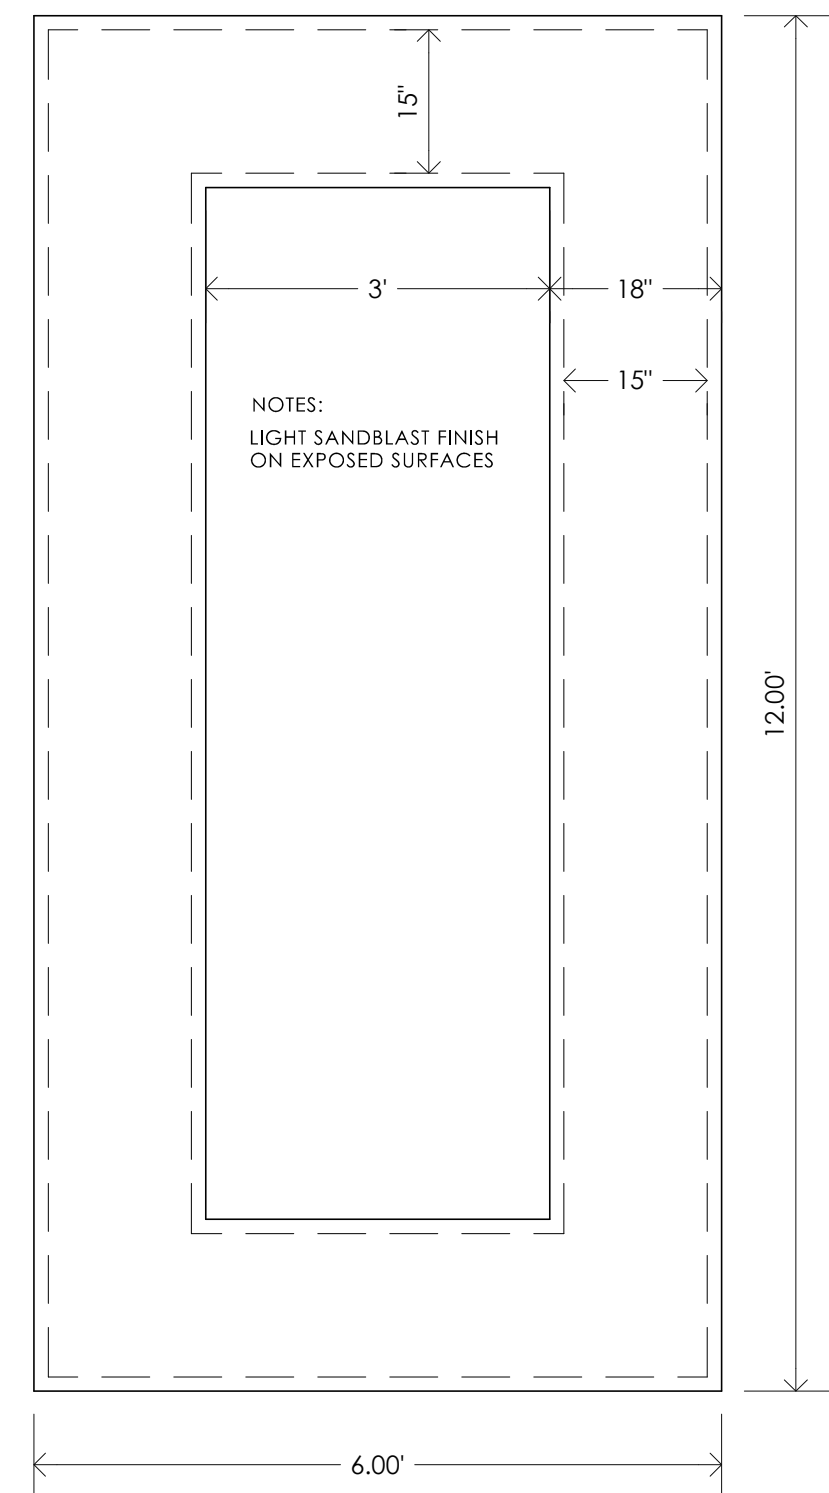 15"
3'
18"
15"
NOTES:
LIGHT SANDBLAST FINISH
ON EXPOSED SURFACES
12.00'
6.00'